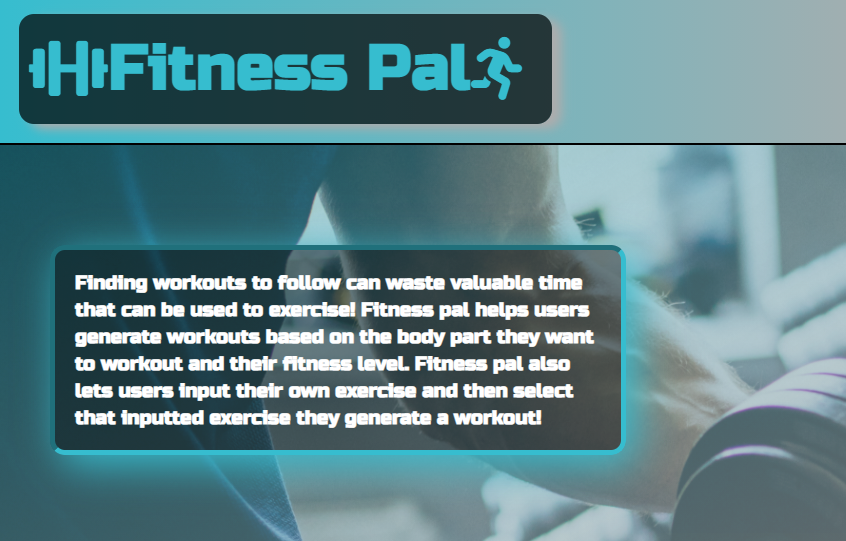 Fitness Pal
Finding workouts to follow can waste valuable time
that can be used to exercise! Fitness pal helps users
generate workouts based on the body part they want
to workout and their fitness level. Fitness pal also
lets users input their own exercise and then select
that inputted exercise they generate a workout!